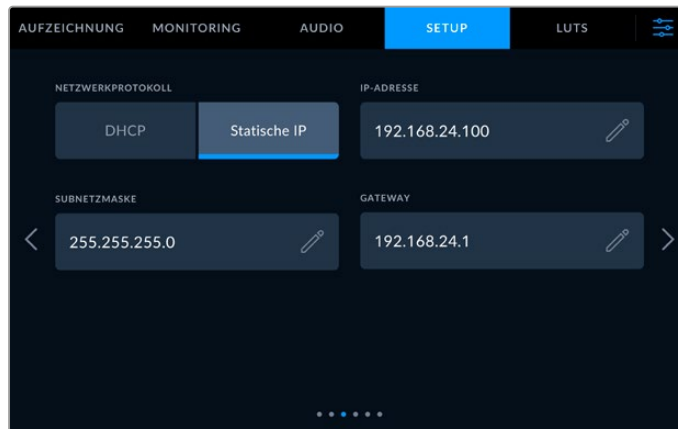 AUFZEICHNUNG MONITORING AUDIO SETUP LUTS
NETZWERKPROTOKOLL
DHCP Statische IP
IP-ADRESSE
192.168.24.100
SUBNETZMASKE
255.255.255.0
GATEWAY
192.168.24.1